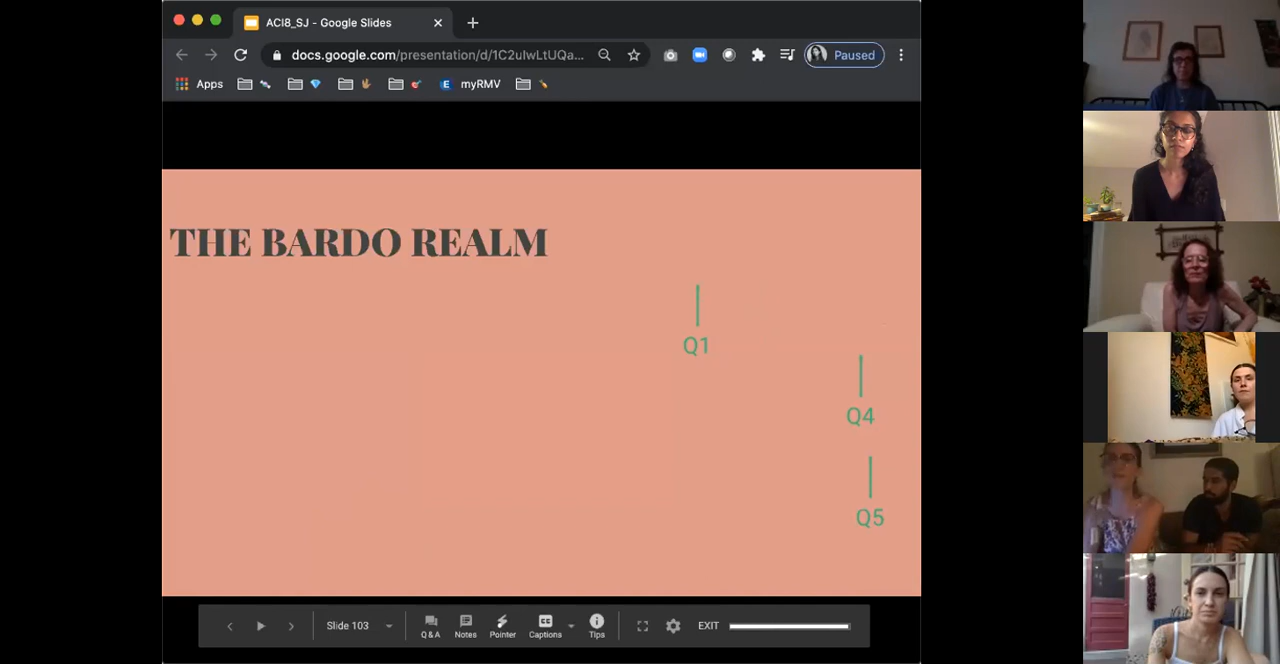 ACI8_SJ - Google Slides
docs.google.com/presentation/d/1C2uIwLtUQa...
Paused
Apps
E myRMV
THE BARDO REALM
Q1
Q4
Q5
Slide 103
Q & A
Notes
Pointer
CC
Captions
Tips
EXIT